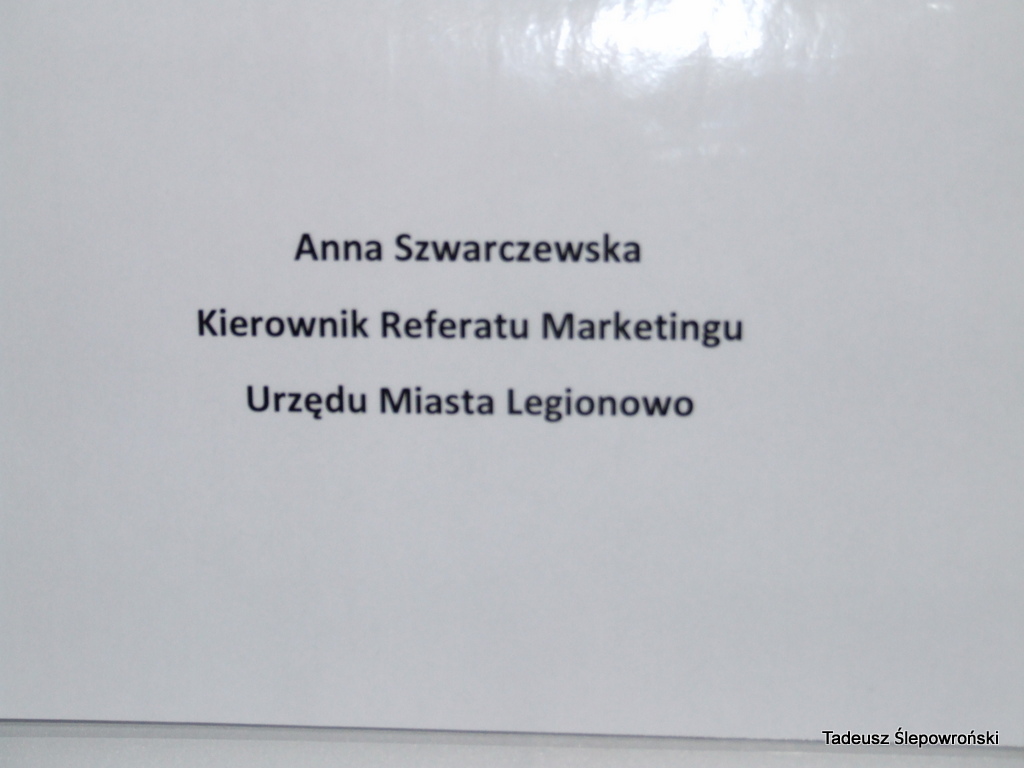 Anna Szwarczewska
Kierownik Referatu Marketingu
Urzędu Miasta Legionowo
Tadeusz Ślepowroński